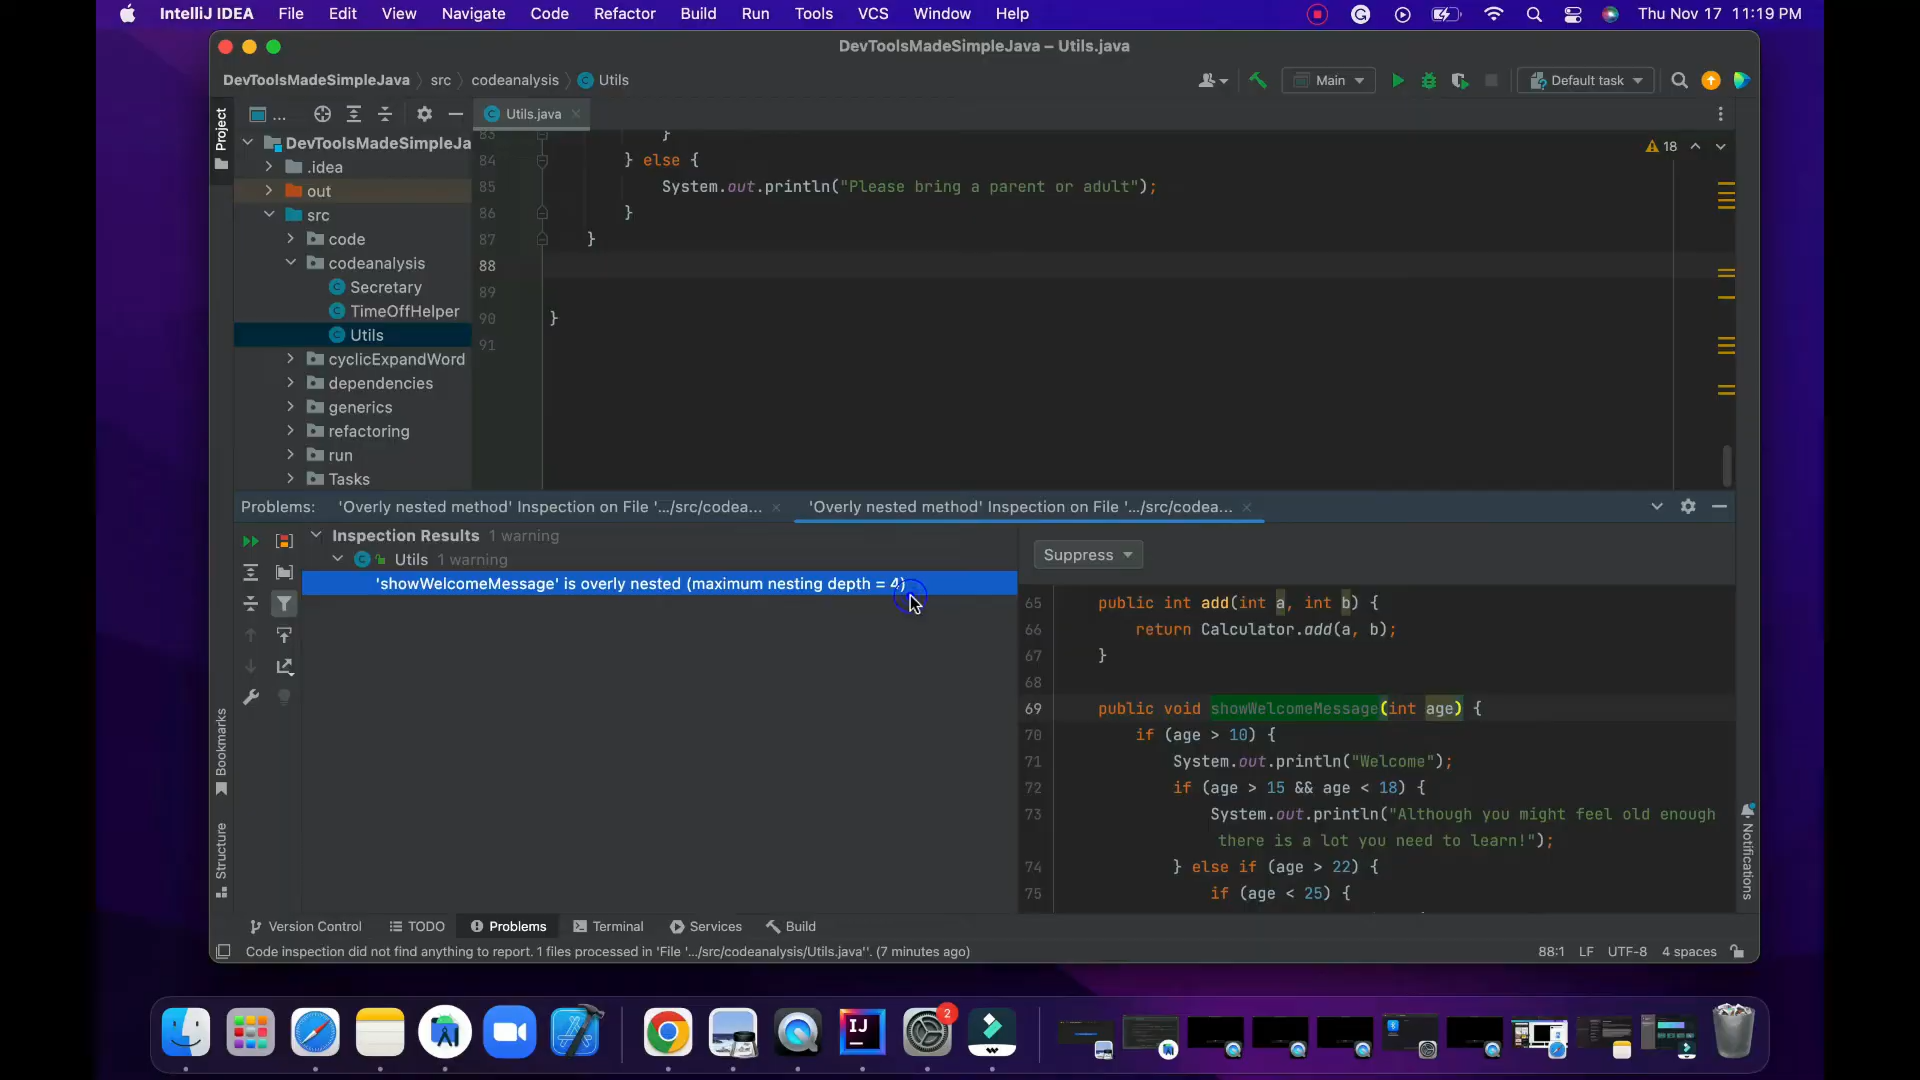 IntelliJ IDEA File Edit View Navigate Code Refactor Build Run Tools VCS Window Help Thu Nov 17 11:19 PM
DevToolsMadeSimpleJava – Utils.java
DevToolsMadeSimpleJava src codeanalysis Utils Main Default task
Project
... Utils.java
DevToolsMadeSimpleJa
.idea
out
src
code
codeanalysis
Secretary
TimeOffHelper
Utils
cyclicExpandWord
dependencies
generics
refactoring
run
Tasks
83 }
84 } else {
85 System.out.println("Please bring a parent or adult");
86 }
87 }
88
89
90 }
91
18
Problems: 'Overly nested method' Inspection on File '.../src/codea... 'Overly nested method' Inspection on File '.../src/codea...
Inspection Results 1 warning
Utils 1 warning
'showWelcomeMessage' is overly nested (maximum nesting depth = 4)
Suppress
65 public int add(int a, int b) {
66 return Calculator.add(a, b);
67 }
68
69 public void showWelcomeMessage(int age) {
70 if (age > 10) {
71 System.out.println("Welcome");
72 if (age > 15 && age < 18) {
73 System.out.println("Although you might feel old enough
there is a lot you need to learn!");
74 } else if (age > 22) {
75 if (age < 25) {
Bookmarks
Structure
Notifications
Version Control TODO Problems Terminal Services Build
Code inspection did not find anything to report. 1 files processed in 'File '.../src/codeanalysis/Utils.java''. (7 minutes ago) 88:1 LF UTF-8 4 spaces
IJ
2